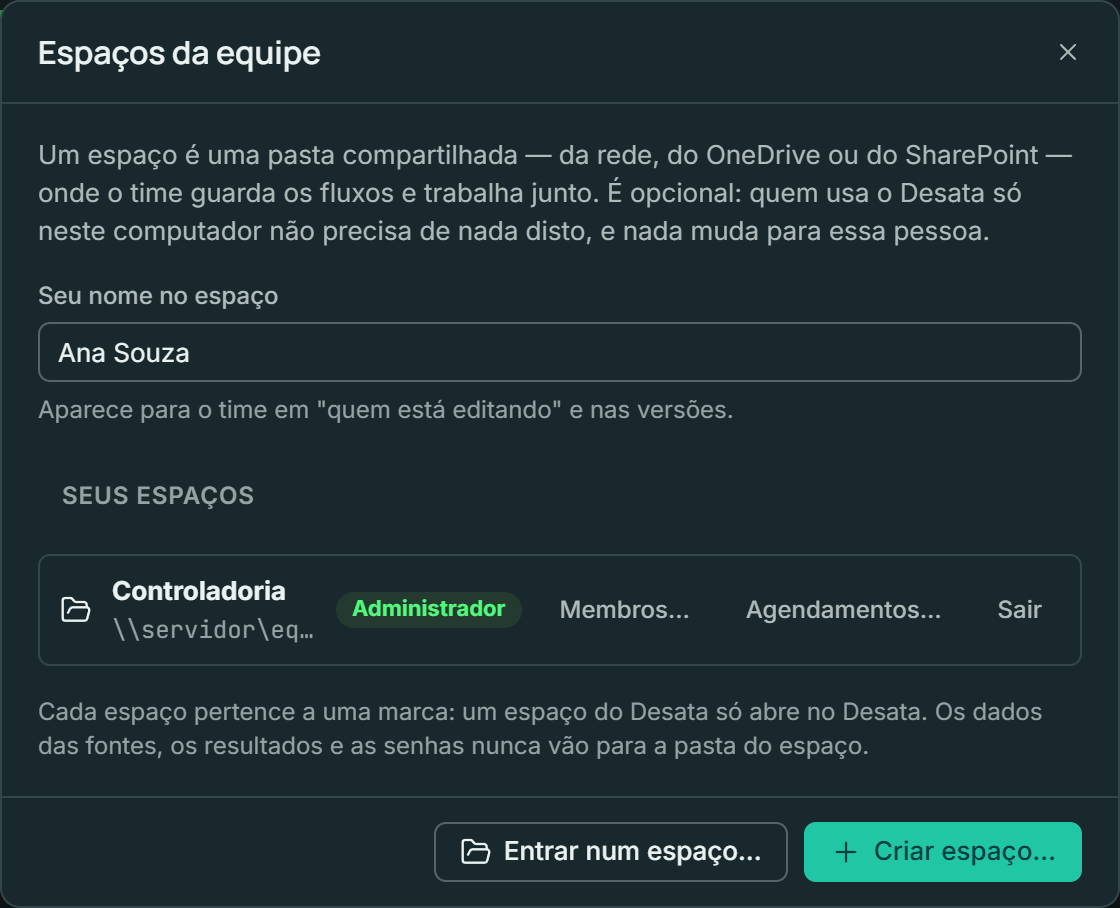 Espaços da equipe
Um espaço é uma pasta compartilhada — da rede, do OneDrive ou do SharePoint —
onde o time guarda os fluxos e trabalha junto. É opcional: quem usa o Desata só
neste computador não precisa de nada disto, e nada muda para essa pessoa.
Seu nome no espaço
Ana Souza
Aparece para o time em "quem está editando" e nas versões.
SEUS ESPAÇOS
Controladoria
\\servidor\eq…
Administrador
Membros...
Agendamentos...
Sair
Cada espaço pertence a uma marca: um espaço do Desata só abre no Desata. Os dados
das fontes, os resultados e as senhas nunca vão para a pasta do espaço.
Entrar num espaço...
Criar espaço...